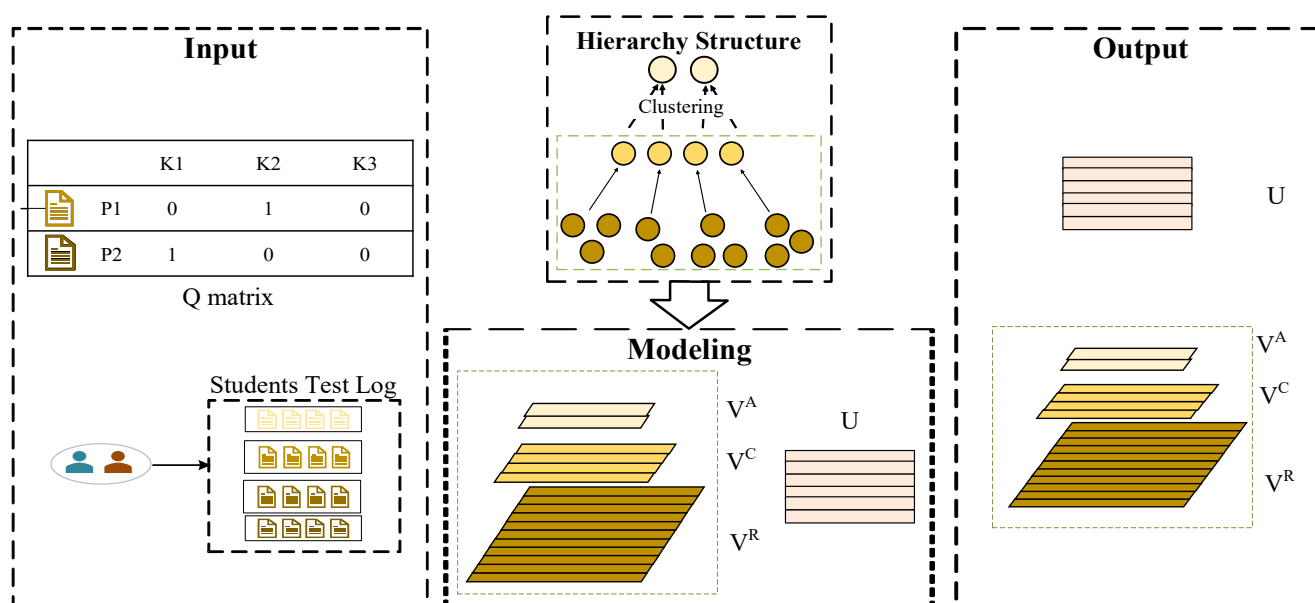 Input
K1 K2 K3
P1 0 1 0
P2 1 0 0
Q matrix
Students Test Log
Hierarchy Structure
Clustering
Modeling
V^A
V^C
V^R
U
Output
U
V^A
V^C
V^R